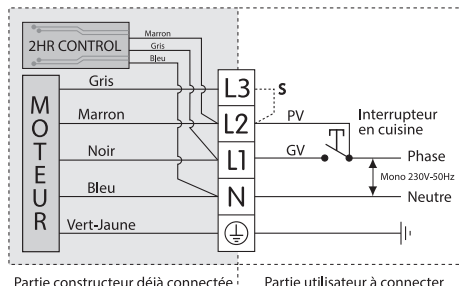 2HR CONTROL
Marron
Gris
Bleu
MOTEUR
Gris
Marron
Noir
Bleu
Vert-Jaune
L3
L2
L1
N
S
PV
GV
Interrupteur
en cuisine
Phase
Mono 230V-50Hz
Neutre
Partie constructeur déjà connectée
Partie utilisateur à connecter